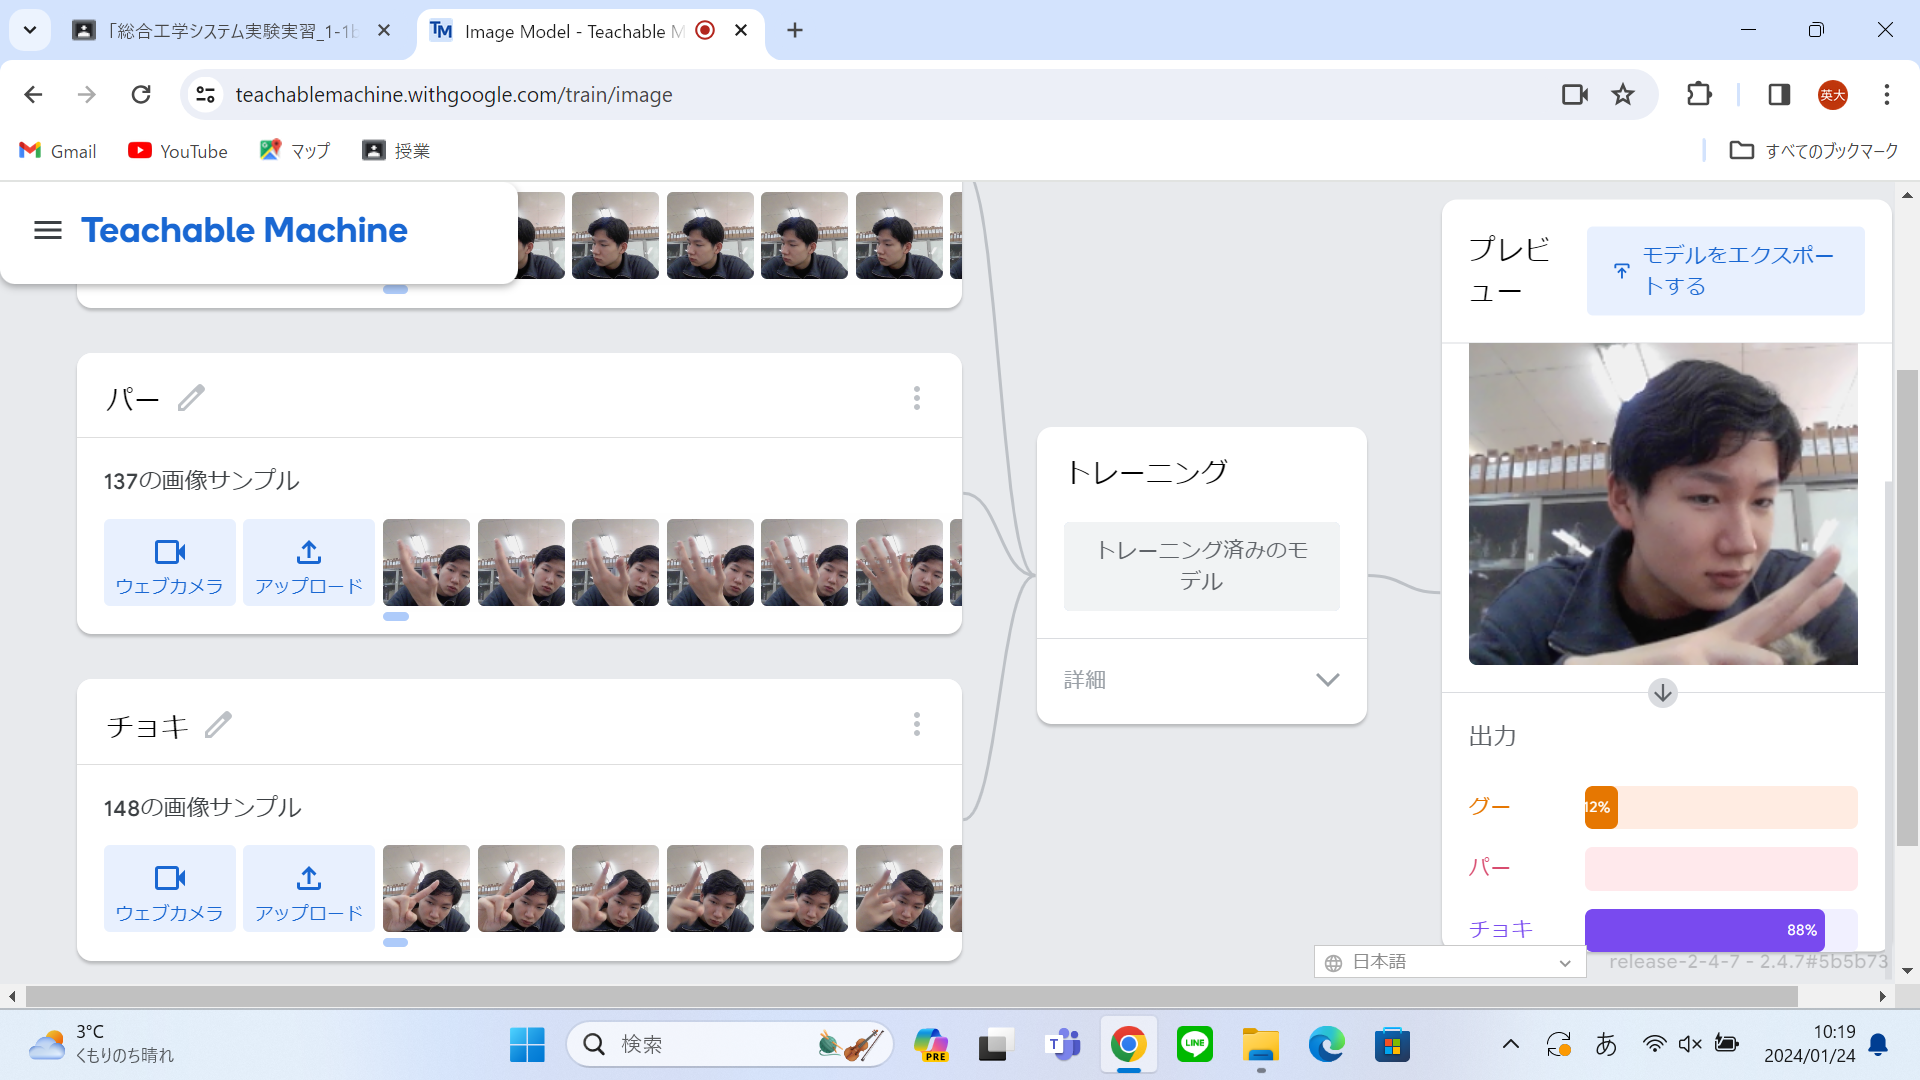 「総合工学システム実験実習_1-1
Image Model - Teachable M
teachablemachine.withgoogle.com/train/image
英大
Gmail
YouTube
マップ
授業
すべてのブックマーク
Teachable Machine
パー
137の画像サンプル
ウェブカメラ
アップロード
チョキ
148の画像サンプル
ウェブカメラ
アップロード
トレーニング
トレーニング済みのモ
デル
詳細
プレビ
ュー
モデルをエクスポー
トする
出力
グー
12%
パー
チョキ
88%
日本語
release-2-4-7 - 2.4.7#5b5b73
3°C
くもりのち晴れ
検索
PRE
LINE
あ
10:19
2024/01/24